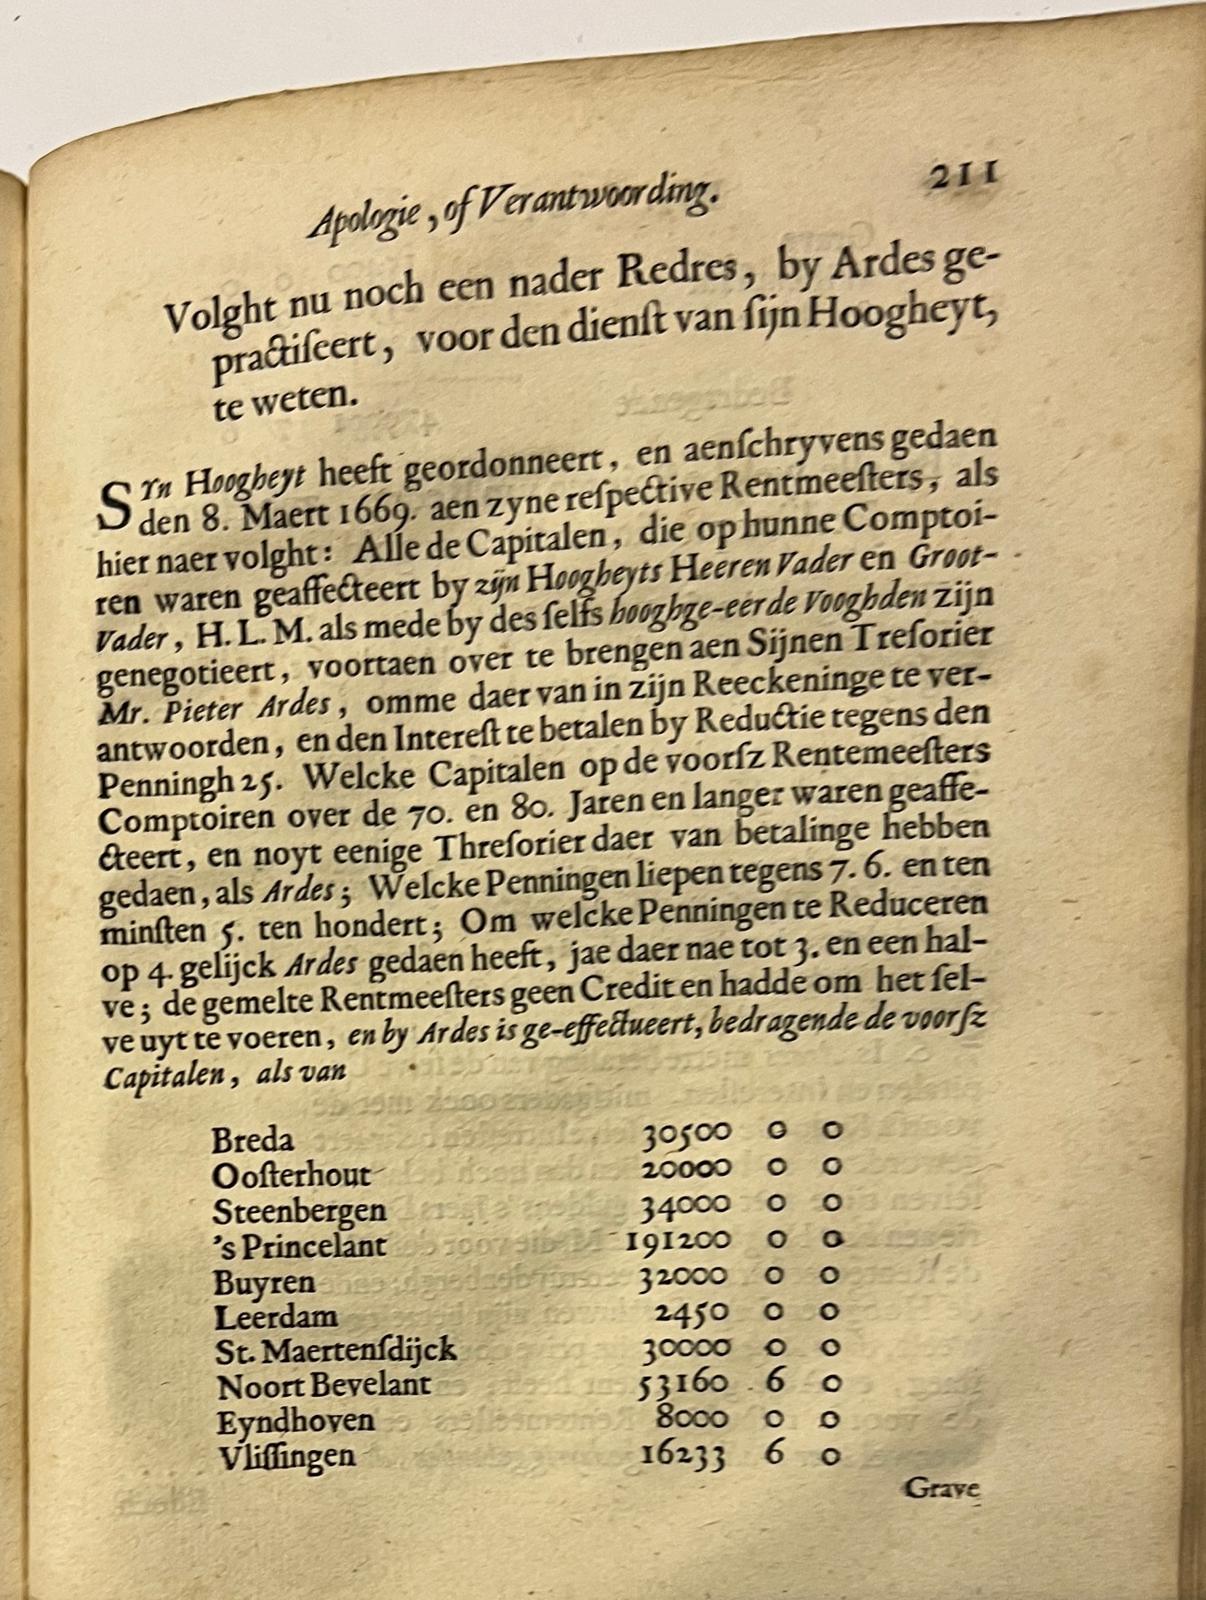 Apologie, of Verantwoording. 211
Volght nu noch een nader Redres, by Ardes ge-
practiſeert, voor den dienſt van ſijn Hoogheyt,
te weten.
SYn Hoogheyt heeft geordonneert, en aenſchryvens gedaen
den 8. Maert 1669. aen zyne reſpective Rentmeeſters, als
hier naer volght: Alle de Capitalen, die op hunne Comptoi-
ren waren geaffecteert by zijn Hoogheyts Heeren Vader en Groot-
Vader, H. L. M. als mede by des ſelfs hooghge-eerde Vooghden zijn
genegotieert, voortaen over te brengen aen Sijnen Treſorier
Mr. Pieter Ardes, omme daer van in zijn Reeckeninge te ver-
antwoorden, en den Intereſt te betalen by Reductie tegens den
Penningh 25. Welcke Capitalen op de voorſz Rentemeeſters
Comptoiren over de 70. en 80. Jaren en langer waren geaffe-
cteert, en noyt eenige Threſorier daer van betalinge hebben
gedaen, als Ardes; Welcke Penningen liepen tegens 7. 6. en ten
minſten 5. ten hondert; Om welcke Penningen te Reduceren
op 4. gelijck Ardes gedaen heeft, jae daer nae tot 3. en een hal-
ve; de gemelte Rentmeeſters geen Credit en hadde om het ſel-
ve uyt te voeren, en by Ardes is ge-effectueert, bedragende de voorſz
Capitalen, als van
Breda 30500 0 0
Ooſterhout 20000 0 0
Steenbergen 34000 0 0
's Princelant 191200 0 0
Buyren 32000 0 0
Leerdam 2450 0 0
St. Maertenſdijck 30000 0 0
Noort Bevelant 53160 6 0
Eyndhoven 8000 0 0
Vliſſingen 16233 6 0
Grave